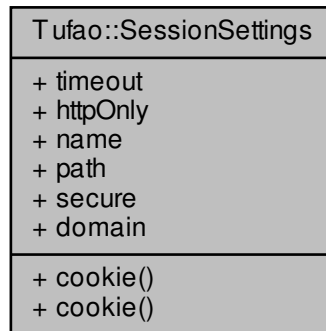 Tufao::SessionSettings
+ timeout
+ httpOnly
+ name
+ path
+ secure
+ domain
+ cookie()
+ cookie()